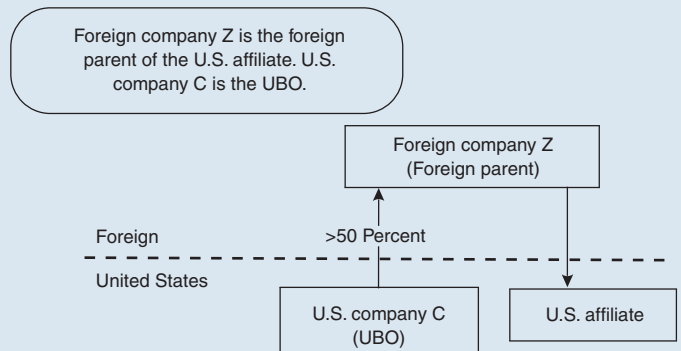 Foreign company Z is the foreign
parent of the U.S. affiliate. U.S.
company C is the UBO.
Foreign company Z
(Foreign parent)
Foreign
>50 Percent
United States
U.S. company C
(UBO)
U.S. affiliate